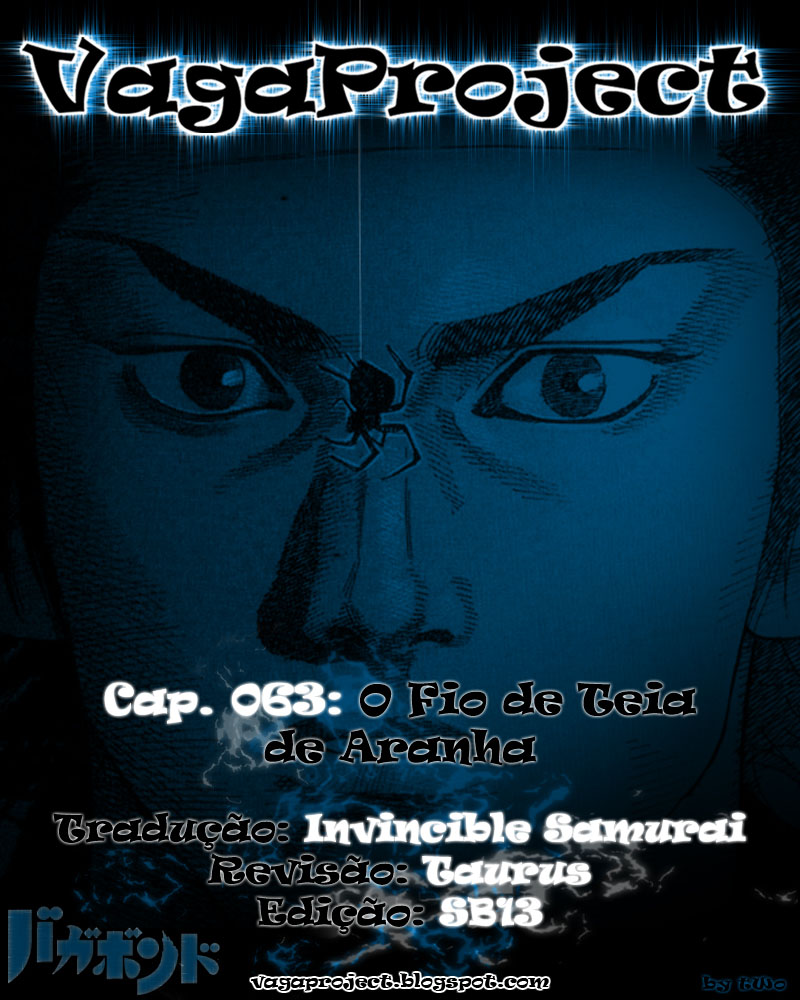 VagaProject
Cap. 063: O Fio de Teia
de Aranha
Tradução: Invincible Samurai
Revisão: Taurus
Edição: SB13
バガボンド
vagaproject.blogspot.com
by tWo